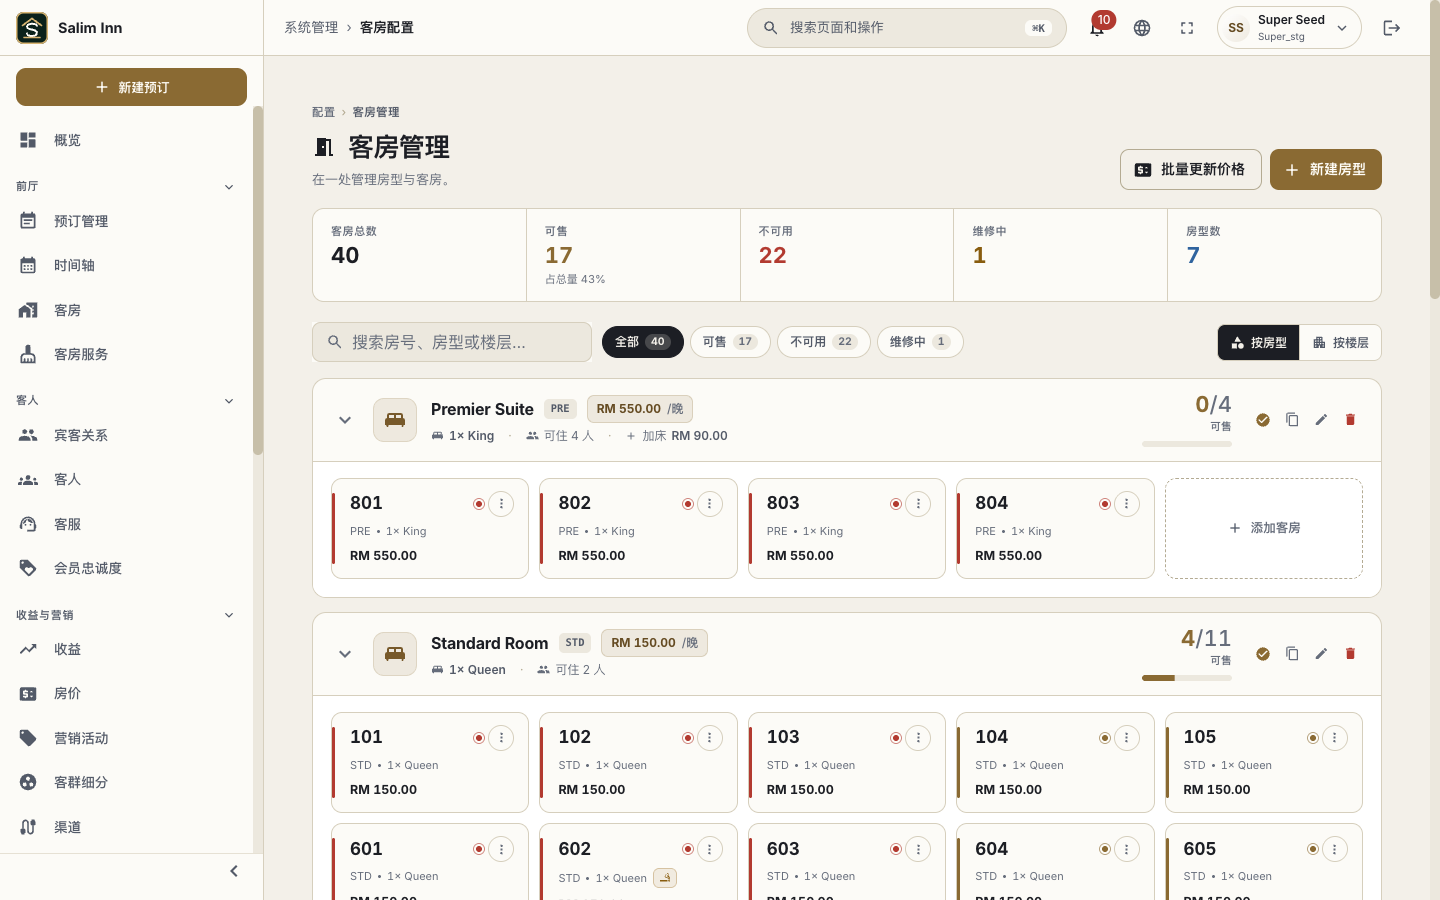 Salim Inn
系统管理 › 客房配置
搜索页面和操作 ⌘K
10
SS Super Seed
Super_stg
新建预订
概览
前厅
预订管理
时间轴
客房
客房服务
客人
宾客关系
客人
客服
会员忠诚度
收益与营销
收益
房价
营销活动
客群细分
渠道
配置 › 客房管理
客房管理
在一处管理房型与客房。
批量更新价格
新建房型
客房总数
40
可售
17
占总量 43%
不可用
22
维修中
1
房型数
7
搜索房号、房型或楼层...
全部 40
可售 17
不可用 22
维修中 1
按房型
按楼层
Premier Suite PRE RM 550.00 /晚
1× King · 可住 4 人 · 加床 RM 90.00
0/4
可售
801
PRE • 1× King
RM 550.00
802
PRE • 1× King
RM 550.00
803
PRE • 1× King
RM 550.00
804
PRE • 1× King
RM 550.00
添加客房
Standard Room STD RM 150.00 /晚
1× Queen · 可住 2 人
4/11
可售
101
STD • 1× Queen
RM 150.00
102
STD • 1× Queen
RM 150.00
103
STD • 1× Queen
RM 150.00
104
STD • 1× Queen
RM 150.00
105
STD • 1× Queen
RM 150.00
601
STD • 1× Queen
RM 150.00
602
STD • 1× Queen
603
STD • 1× Queen
RM 150.00
604
STD • 1× Queen
RM 150.00
605
STD • 1× Queen
RM 150.00